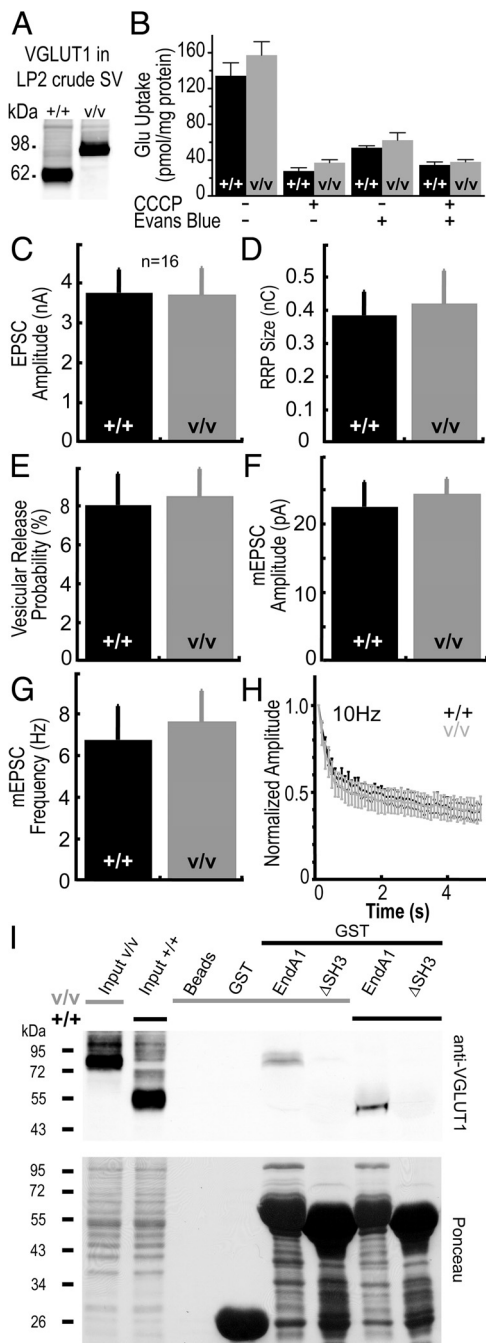 A
VGLUT1 in
LP2 crude SV
kDa +/+ v/v
98
62
B
Glu Uptake
(pmol/mg protein)
160
120
80
40
0
+/+ v/v +/+ v/v +/+ v/v +/+ v/v
CCCP - + - +
Evans Blue - - + +
C
EPSC
Amplitude (nA)
n=16
4
3
2
1
0
+/+ v/v
D
RRP Size (nC)
0.5
0.4
0.3
0.2
0.1
0
+/+ v/v
E
Vesicular Release
Probability (%)
8
6
4
2
0
+/+ v/v
F
mEPSC
Amplitude (pA)
20
10
0
+/+ v/v
G
mEPSC
Frequency (Hz)
8
6
4
2
0
+/+ v/v
H
Normalized Amplitude
10Hz
+/+
v/v
1.0
0.5
0
0 2 4
Time (s)
I
GST
Input v/v Input +/+ Beads GST EndA1 ΔSH3 EndA1 ΔSH3
v/v
+/+
kDa
95
72
55
43
anti-VGLUT1
95
72
55
43
34
26
Ponceau